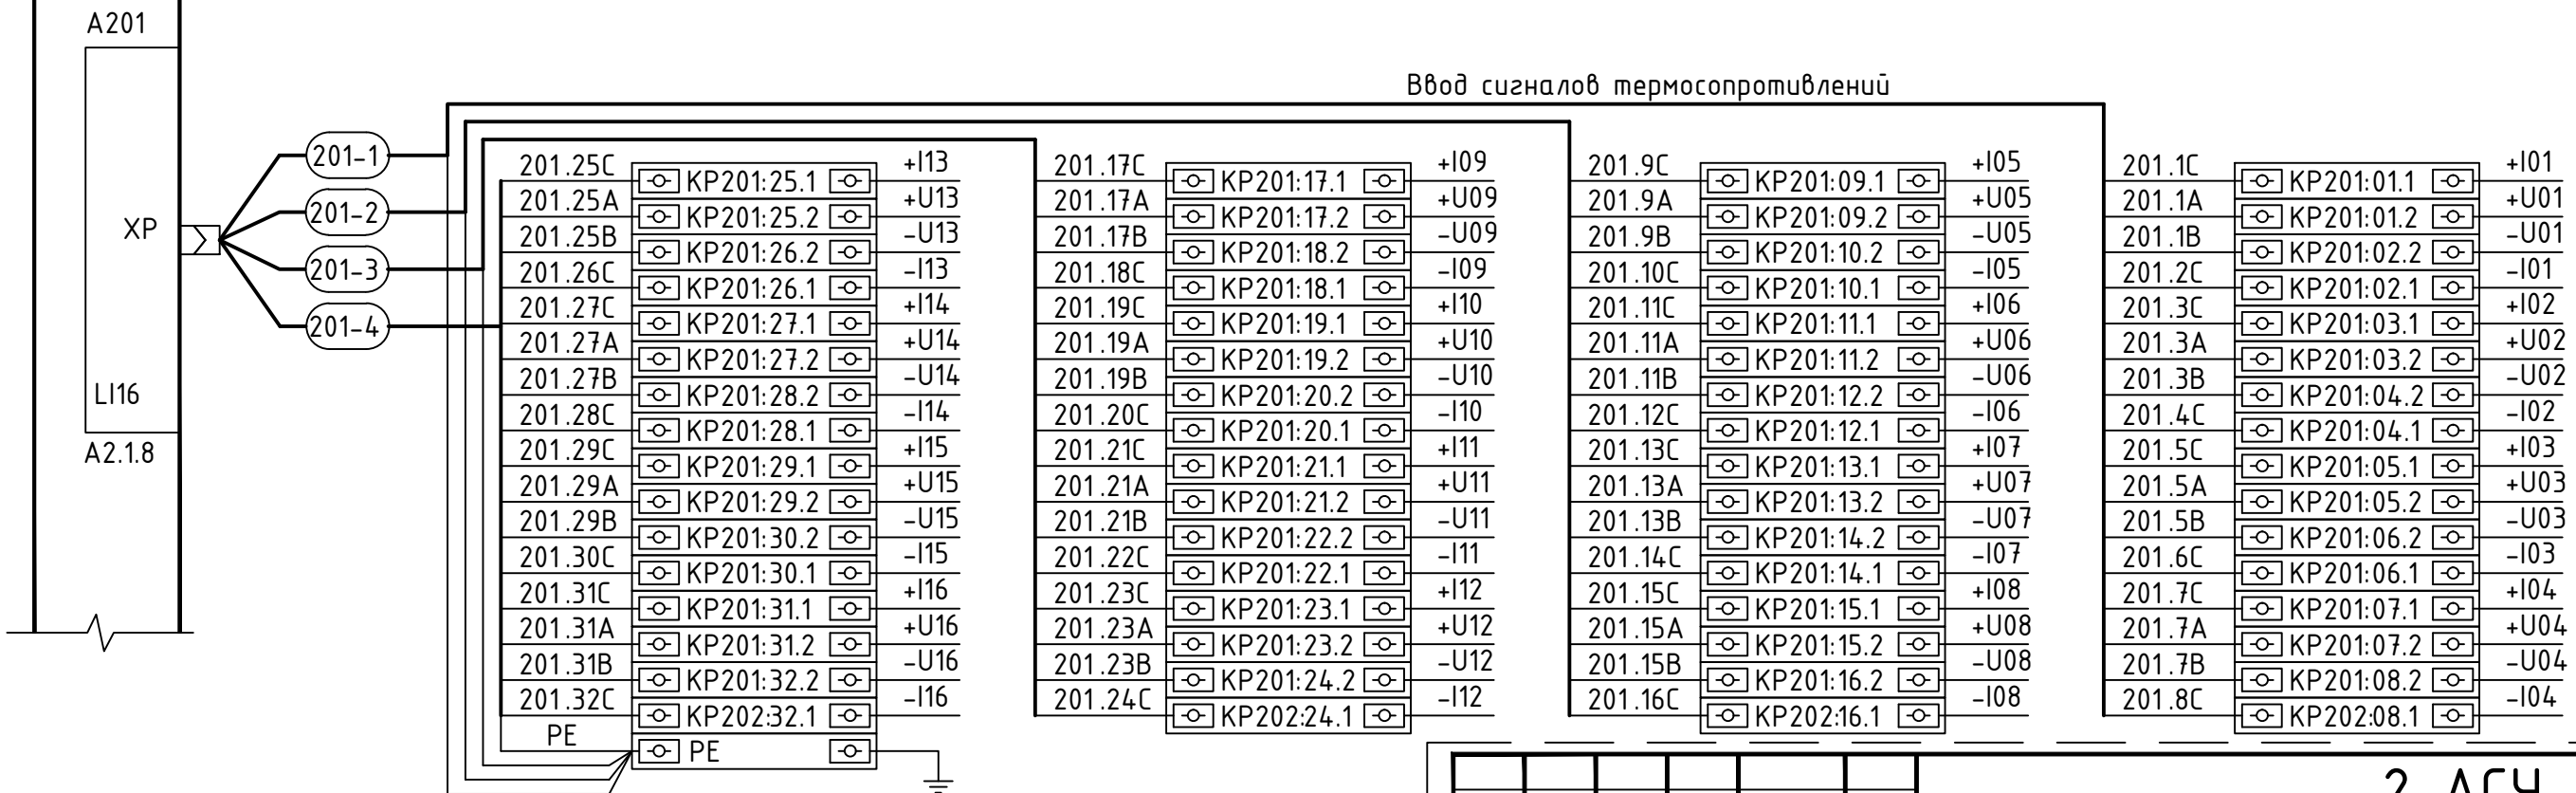 A201
XP
LI16
A2.1.8
Ввод сигналов термосопротивлений
201-1
201-2
201-3
201-4
201.25C KP201:25.1 +I13
201.25A KP201:25.2 +U13
201.25B KP201:26.2 -U13
201.26C KP201:26.1 -I13
201.27C KP201:27.1 +I14
201.27A KP201:27.2 +U14
201.27B KP201:28.2 -U14
201.28C KP201:28.1 -I14
201.29C KP201:29.1 +I15
201.29A KP201:29.2 +U15
201.29B KP201:30.2 -U15
201.30C KP201:30.1 -I15
201.31C KP201:31.1 +I16
201.31A KP201:31.2 +U16
201.31B KP201:32.2 -U16
201.32C KP202:32.1 -I16
PE PE
201.17C KP201:17.1 +I09
201.17A KP201:17.2 +U09
201.17B KP201:18.2 -U09
201.18C KP201:18.1 -I09
201.19C KP201:19.1 +I10
201.19A KP201:19.2 +U10
201.19B KP201:20.2 -U10
201.20C KP201:20.1 -I10
201.21C KP201:21.1 +I11
201.21A KP201:21.2 +U11
201.21B KP201:22.2 -U11
201.22C KP201:22.1 -I11
201.23C KP201:23.1 +I12
201.23A KP201:23.2 +U12
201.23B KP201:24.2 -U12
201.24C KP202:24.1 -I12
201.9C KP201:09.1 +I05
201.9A KP201:09.2 +U05
201.9B KP201:10.2 -U05
201.10C KP201:10.1 -I05
201.11C KP201:11.1 +I06
201.11A KP201:11.2 +U06
201.11B KP201:12.2 -U06
201.12C KP201:12.1 -I06
201.13C KP201:13.1 +I07
201.13A KP201:13.2 +U07
201.13B KP201:14.2 -U07
201.14C KP201:14.1 -I07
201.15C KP201:15.1 +I08
201.15A KP201:15.2 +U08
201.15B KP201:16.2 -U08
201.16C KP202:16.1 -I08
201.1C KP201:01.1 +I01
201.1A KP201:01.2 +U01
201.1B KP201:02.2 -U01
201.2C KP201:02.1 -I01
201.3C KP201:03.1 +I02
201.3A KP201:03.2 +U02
201.3B KP201:04.2 -U02
201.4C KP201:04.1 -I02
201.5C KP201:05.1 +I03
201.5A KP201:05.2 +U03
201.5B KP201:06.2 -U03
201.6C KP201:06.1 -I03
201.7C KP201:07.1 +I04
201.7A KP201:07.2 +U04
201.7B KP201:08.2 -U04
201.8C KP202:08.1 -I04